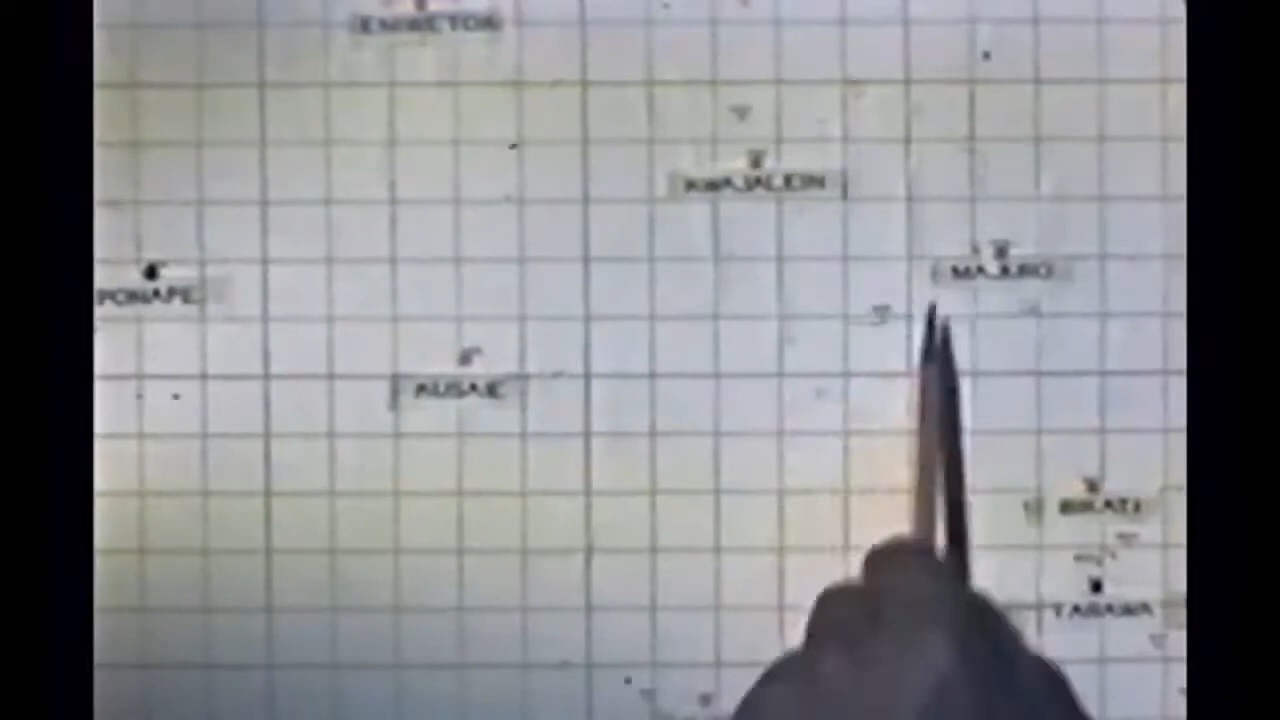 ENIWETOK
KWAJALEIN
MAJURO
PONAPE
KUSAIE
TARAWA